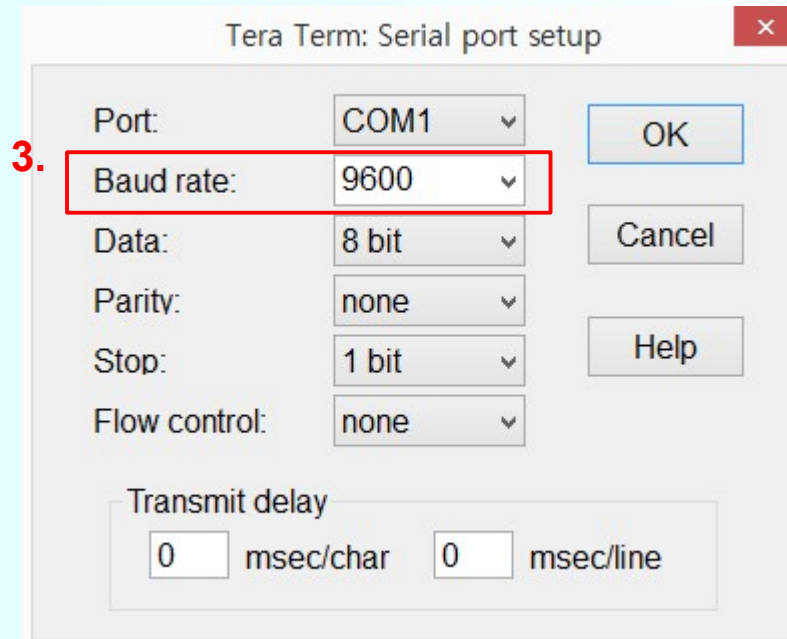 Tera Term: Serial port setup
×
Port: COM1
OK
3.
Baud rate: 9600
Data: 8 bit
Cancel
Parity: none
Stop: 1 bit
Help
Flow control: none
Transmit delay
0 msec/char 0 msec/line